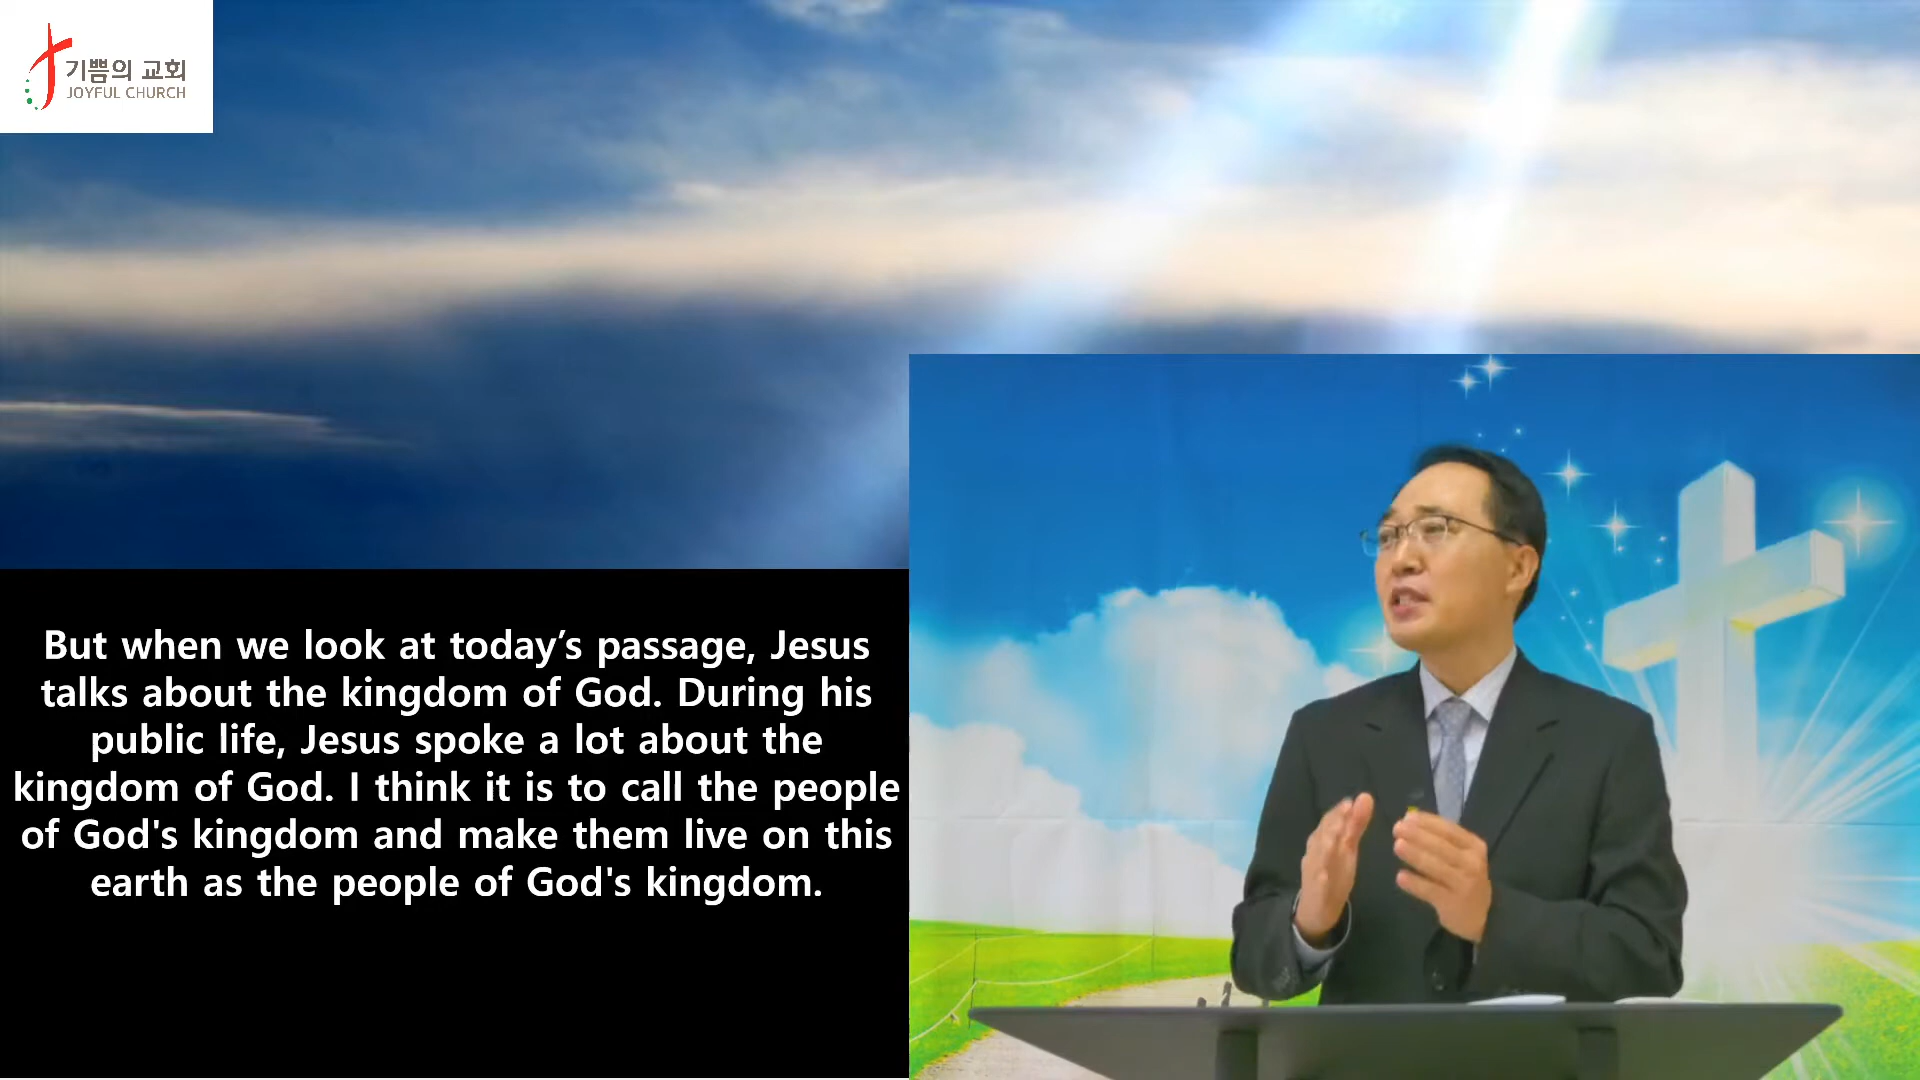 기쁨의 교회
JOYFUL CHURCH
But when we look at today’s passage, Jesus
talks about the kingdom of God. During his
public life, Jesus spoke a lot about the
kingdom of God. I think it is to call the people
of God's kingdom and make them live on this
earth as the people of God's kingdom.